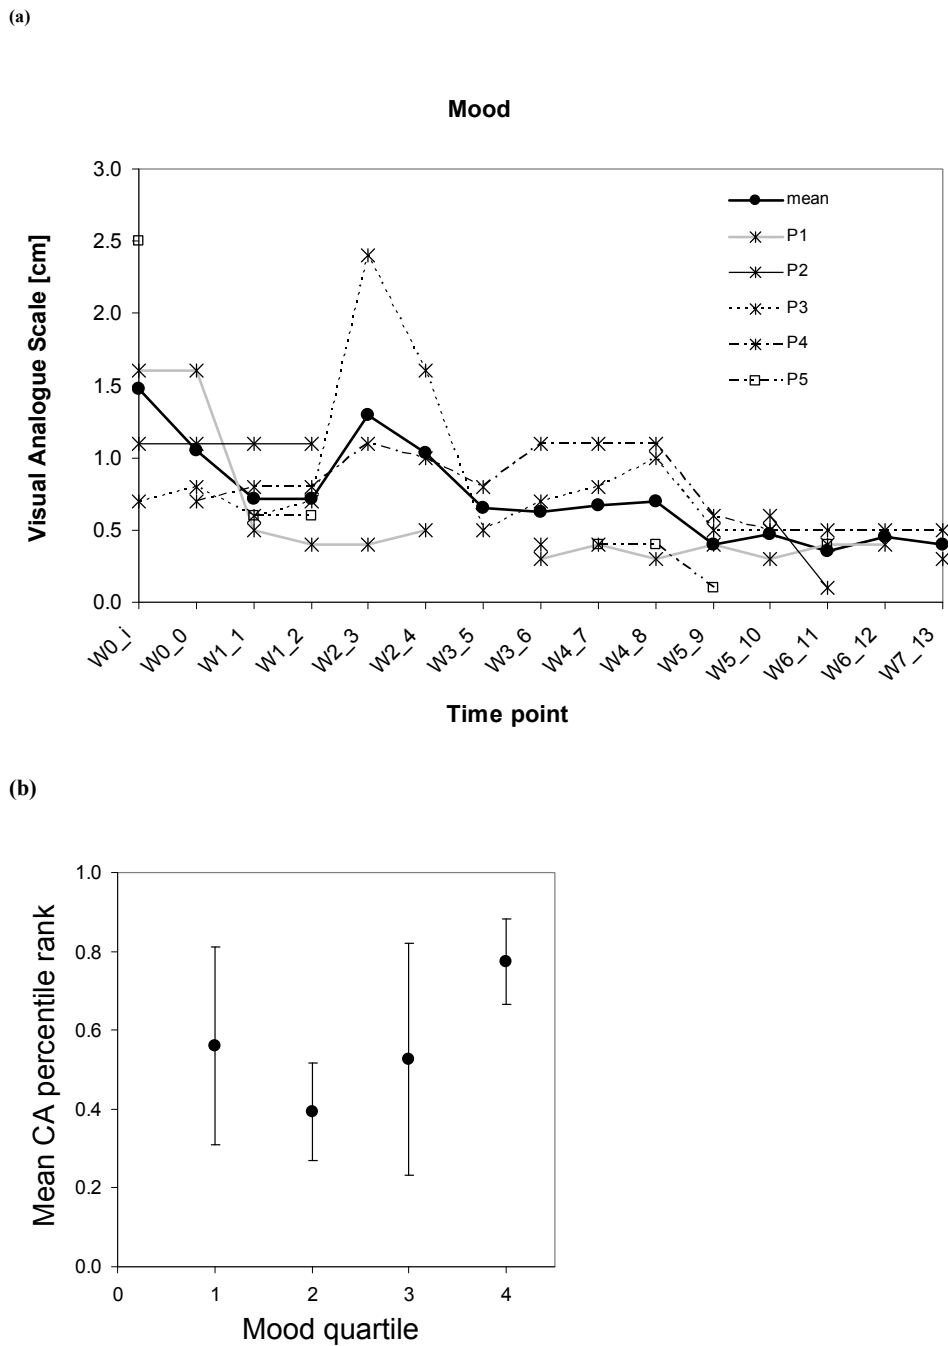 (a)
Mood
Visual Analogue Scale [cm]
3.0
2.5
2.0
1.5
1.0
0.5
0.0
mean
P1
P2
P3
P4
P5
W0_i W0_0 W1_1 W1_2 W2_3 W2_4 W3_5 W3_6 W4_7 W4_8 W5_9 W5_10 W6_11 W6_12 W7_13
Time point
(b)
Mean CA percentile rank
1.0
0.8
0.6
0.4
0.2
0.0
0 1 2 3 4
Mood quartile